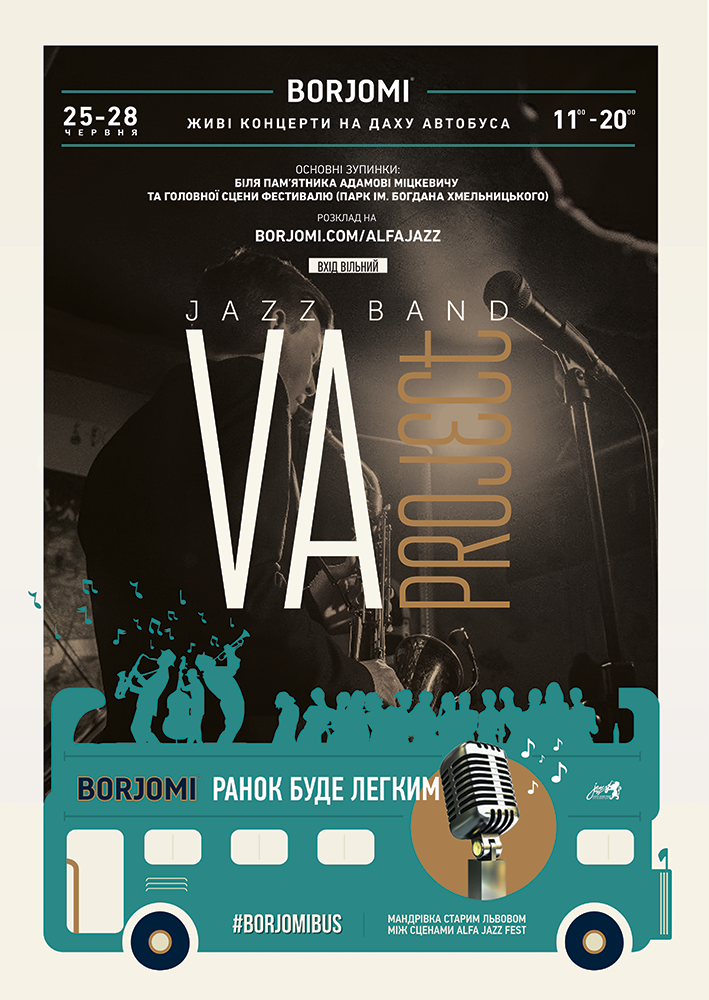 BORJOMI
25-28
ЧЕРВНЯ
ЖИВІ КОНЦЕРТИ НА ДАХУ АВТОБУСА
11⁰⁰ - 20⁰⁰
ОСНОВНІ ЗУПИНКИ:
БІЛЯ ПАМ'ЯТНИКА АДАМОВІ МІЦКЕВИЧУ
ТА ГОЛОВНОЇ СЦЕНИ ФЕСТИВАЛЮ (ПАРК ІМ. БОГДАНА ХМЕЛЬНИЦЬКОГО)
РОЗКЛАД НА
BORJOMI.COM/ALFAJAZZ
ВХІД ВІЛЬНИЙ
JAZZ BAND
VA
PROJECT
BORJOMI РАНОК БУДЕ ЛЕГКИМ
#BORJOMIBUS
МАНДРІВКА СТАРИМ ЛЬВОВОМ
МІЖ СЦЕНАМИ ALFA JAZZ FEST